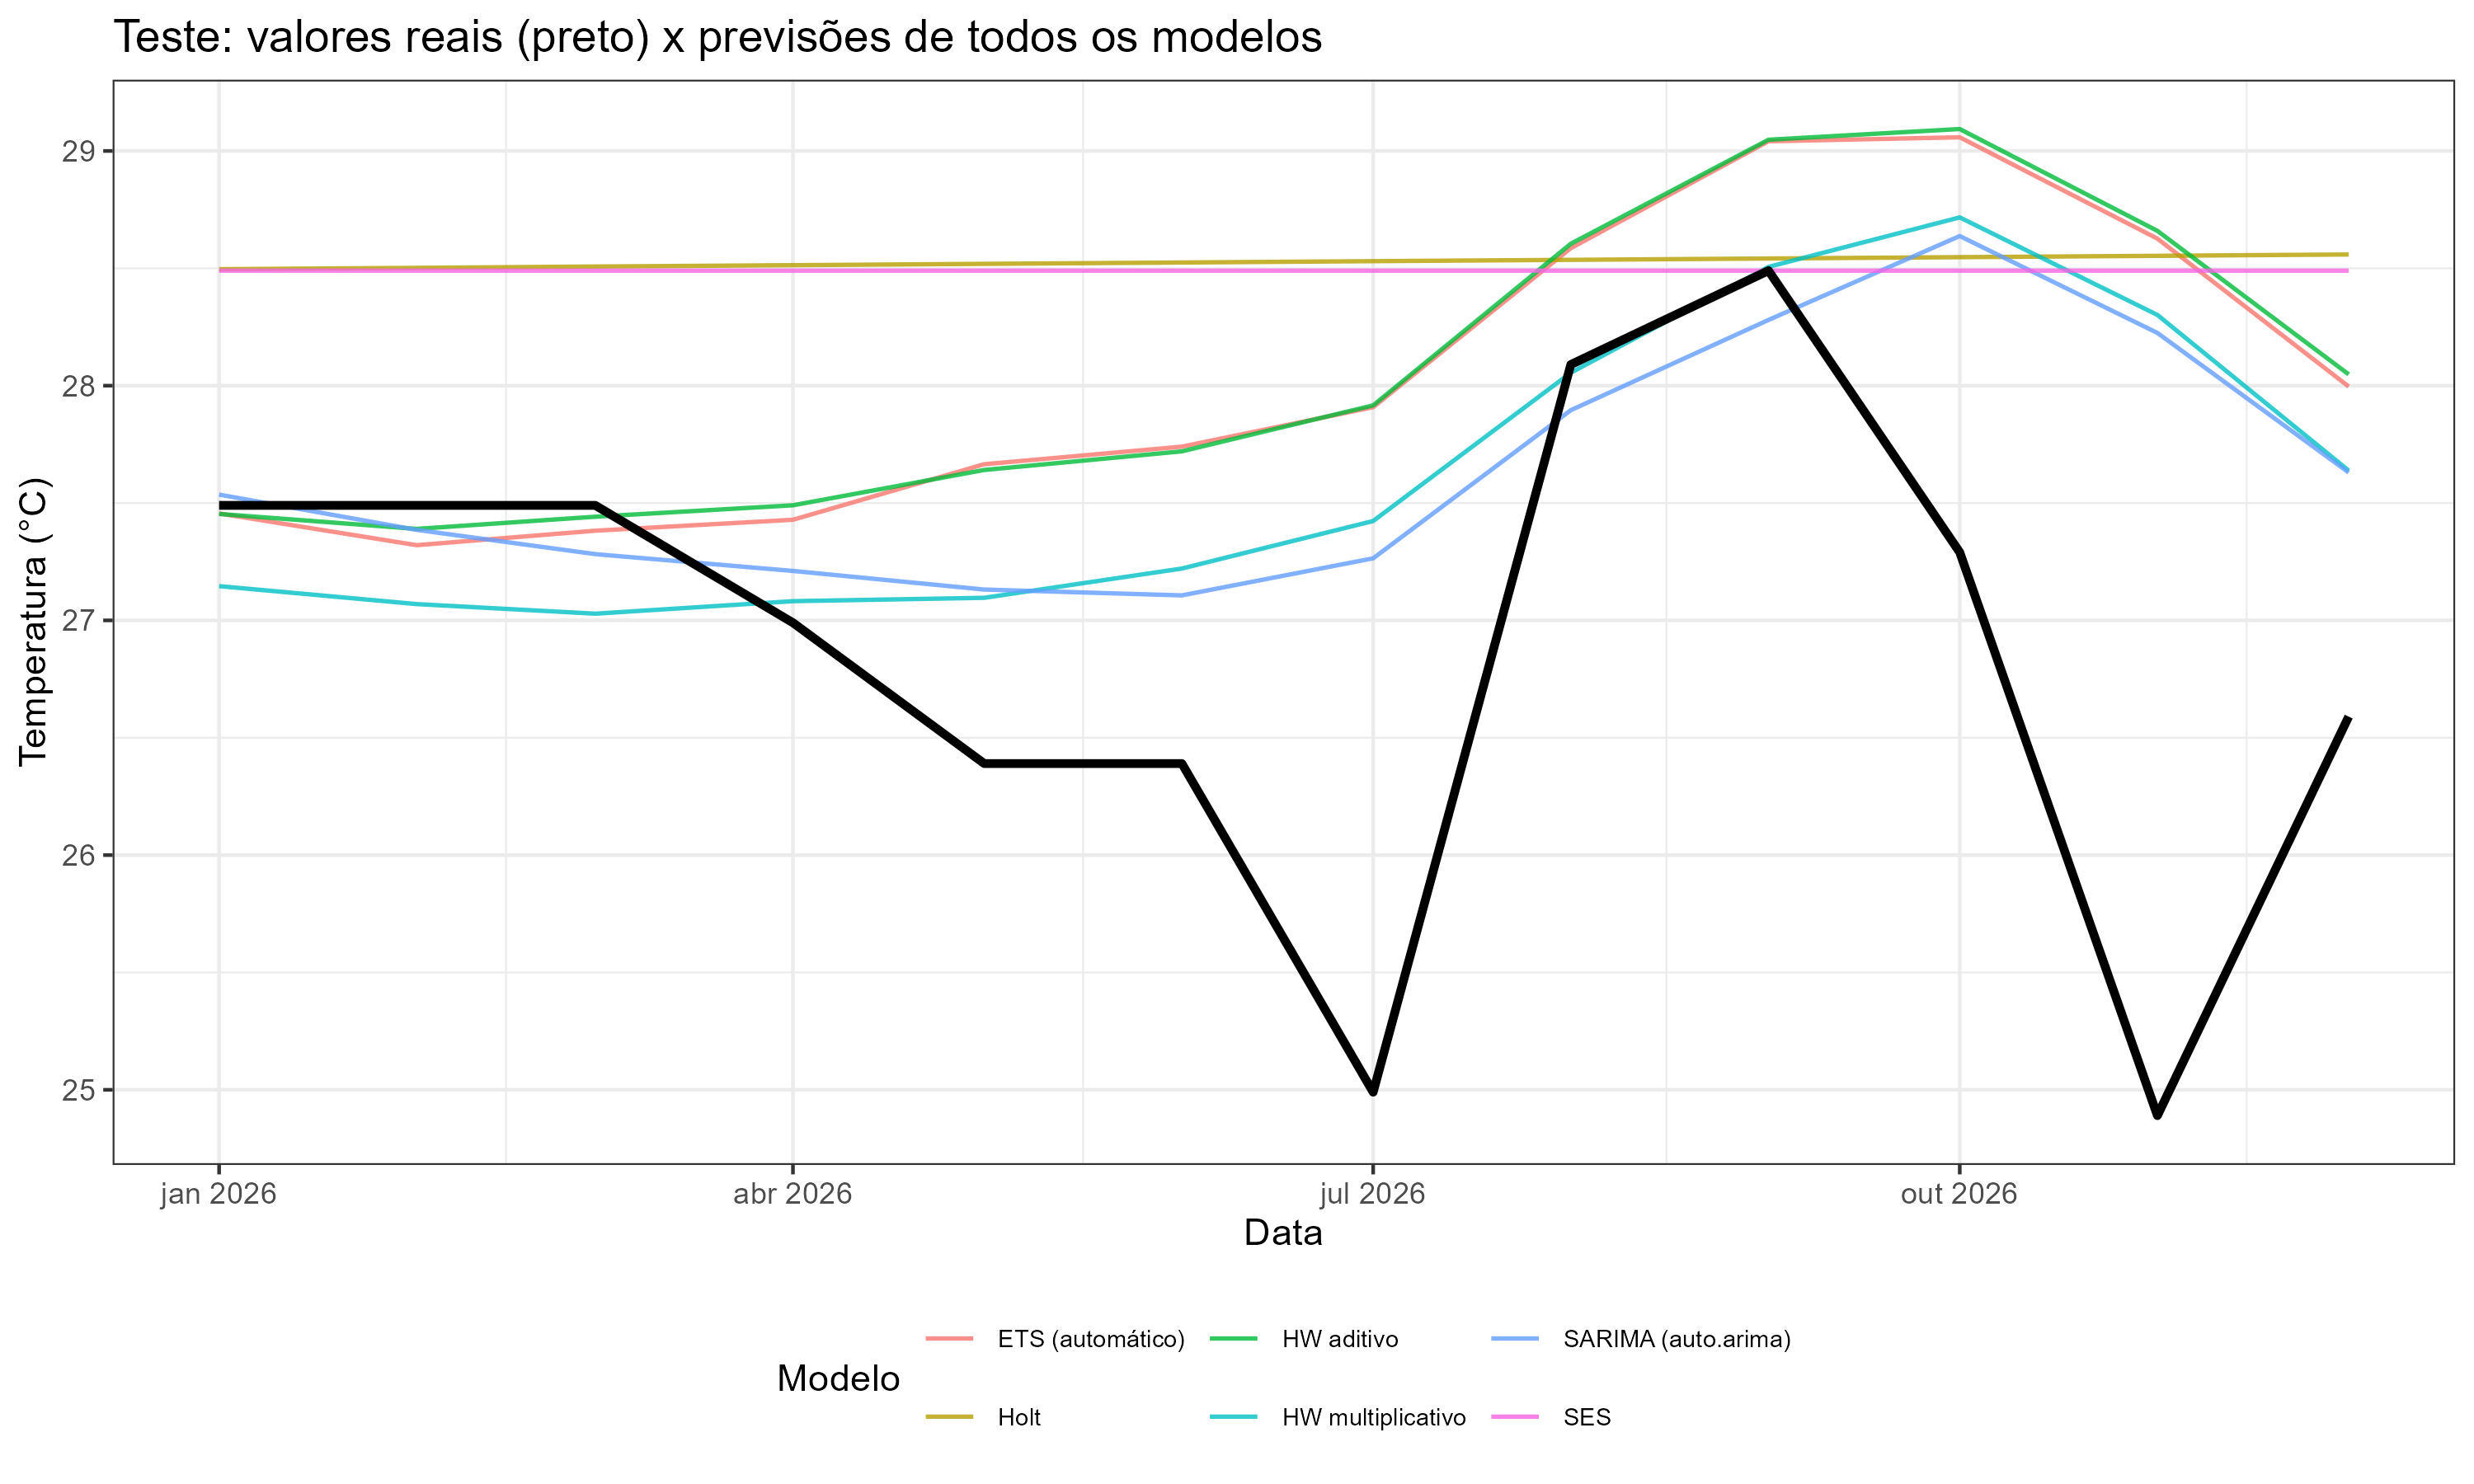 Teste: valores reais (preto) x previsões de todos os modelos
Temperatura (°C)
29
28
27
26
25
jan 2026
abr 2026
jul 2026
out 2026
Data
Modelo
ETS (automático)
HW aditivo
SARIMA (auto.arima)
Holt
HW multiplicativo
SES